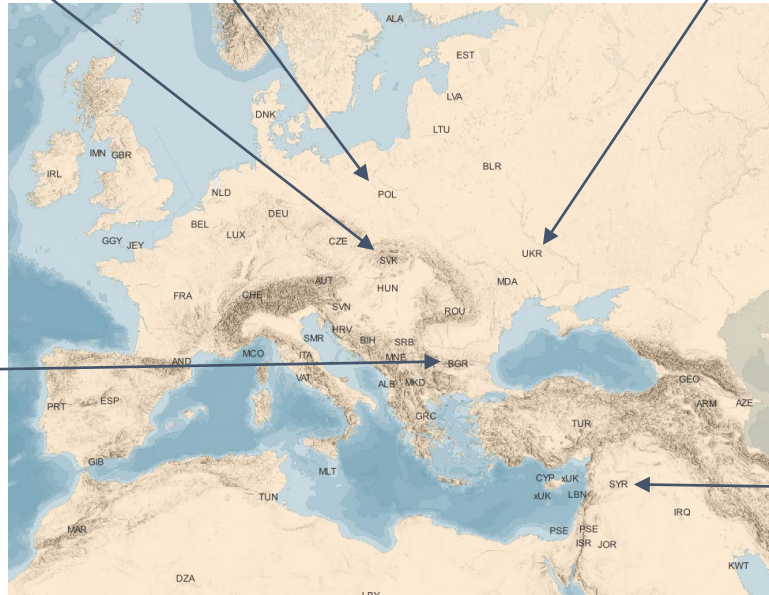 ALA
EST
LVA
DNK
LTU
IMN GBR
BLR
IRL
POL
NLD
DEU
BEL
LUX
GGY JEY
CZE
UKR
SVK
MDA
AUT
HUN
FRA
CHE
SVN
ROU
HRV
SMR
BIH
SRB
MCO
ITA
MNE
AND
BGR
VAT
ALB MKD
GEO
PRT
ESP
ARM
AZE
GRC
TUR
GIB
MLT
CYP xUK
SYR
TUN
xUK
LBN
IRQ
MAR
PSE
PSE
ISR
JOR
KWT
DZA
LBY